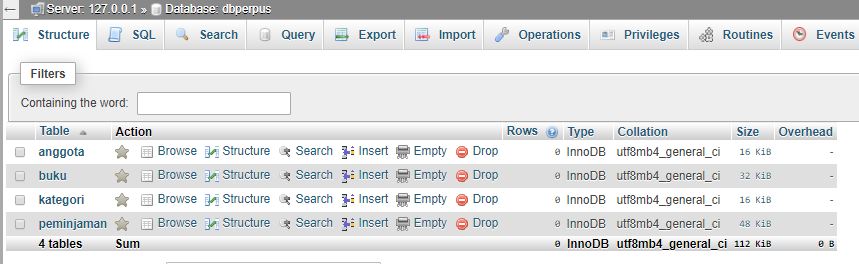 Server: 127.0.0.1 » Database: dbperpus
Structure SQL Search Query Export Import Operations Privileges Routines Events
Filters
Containing the word:
Table Action Rows Type Collation Size Overhead
anggota Browse Structure Search Insert Empty Drop 0 InnoDB utf8mb4_general_ci 16 KiB -
buku Browse Structure Search Insert Empty Drop 0 InnoDB utf8mb4_general_ci 32 KiB -
kategori Browse Structure Search Insert Empty Drop 0 InnoDB utf8mb4_general_ci 16 KiB -
peminjaman Browse Structure Search Insert Empty Drop 0 InnoDB utf8mb4_general_ci 48 KiB -
4 tables Sum 0 InnoDB utf8mb4_general_ci 112 KiB 0 B